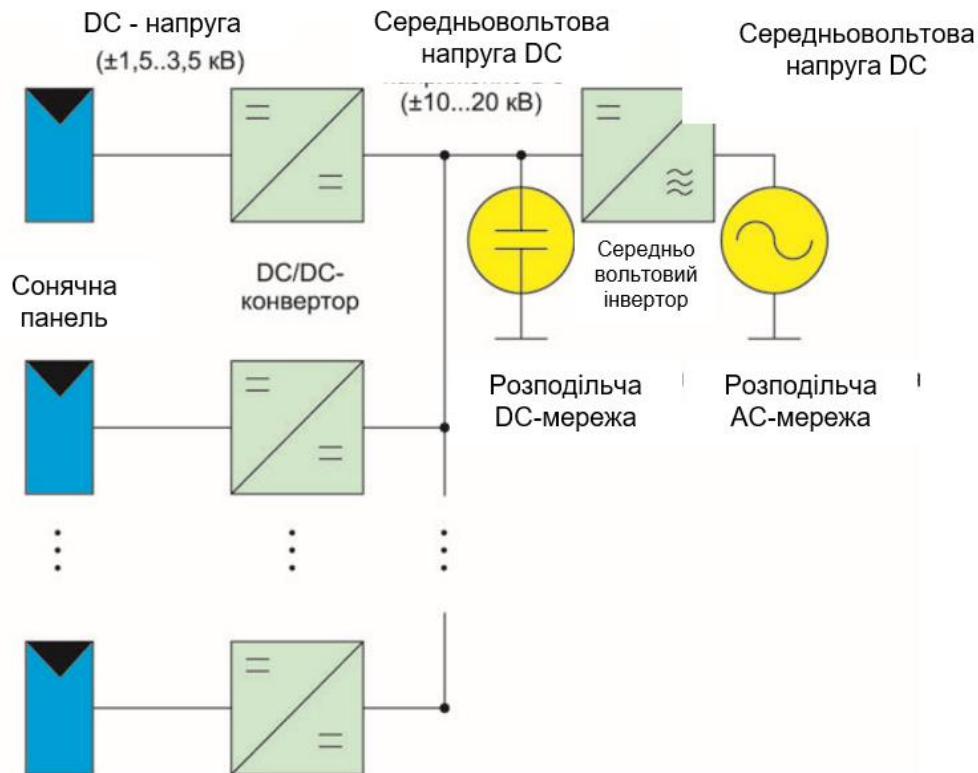 DC - напруга
(±1,5..3,5 кВ)
Середньовольтова
напруга DC
(±10...20 кВ)
Середньовольтова
напруга DC
Сонячна
панель
DC/DC-
конвертор
Середньо
вольтовий
інвертор
Розподільча
DC-мережа
Розподільча
AC-мережа